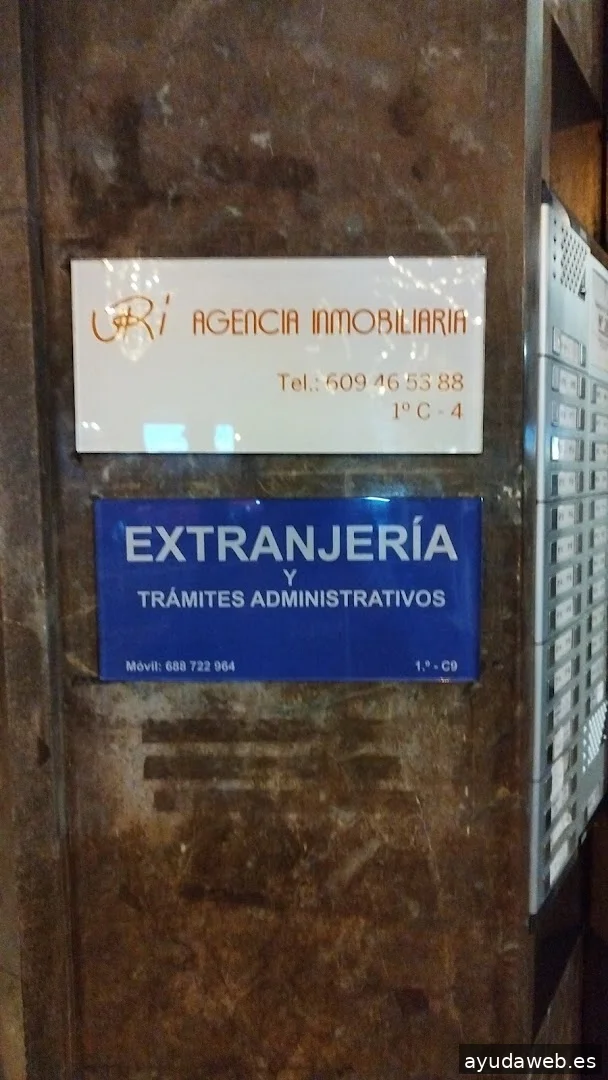 URi AGENCIA INMOBILIARIA
Tel.: 609 46 53 88
1º C - 4
EXTRANJERÍA
Y
TRÁMITES ADMINISTRATIVOS
Móvil: 688 722 964 1.º - C9
ayudaweb.es